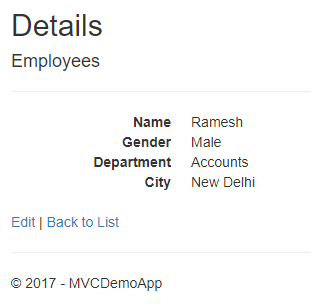 Details
Employees
Name Ramesh
Gender Male
Department Accounts
City New Delhi
Edit | Back to List
© 2017 - MVCDemoApp